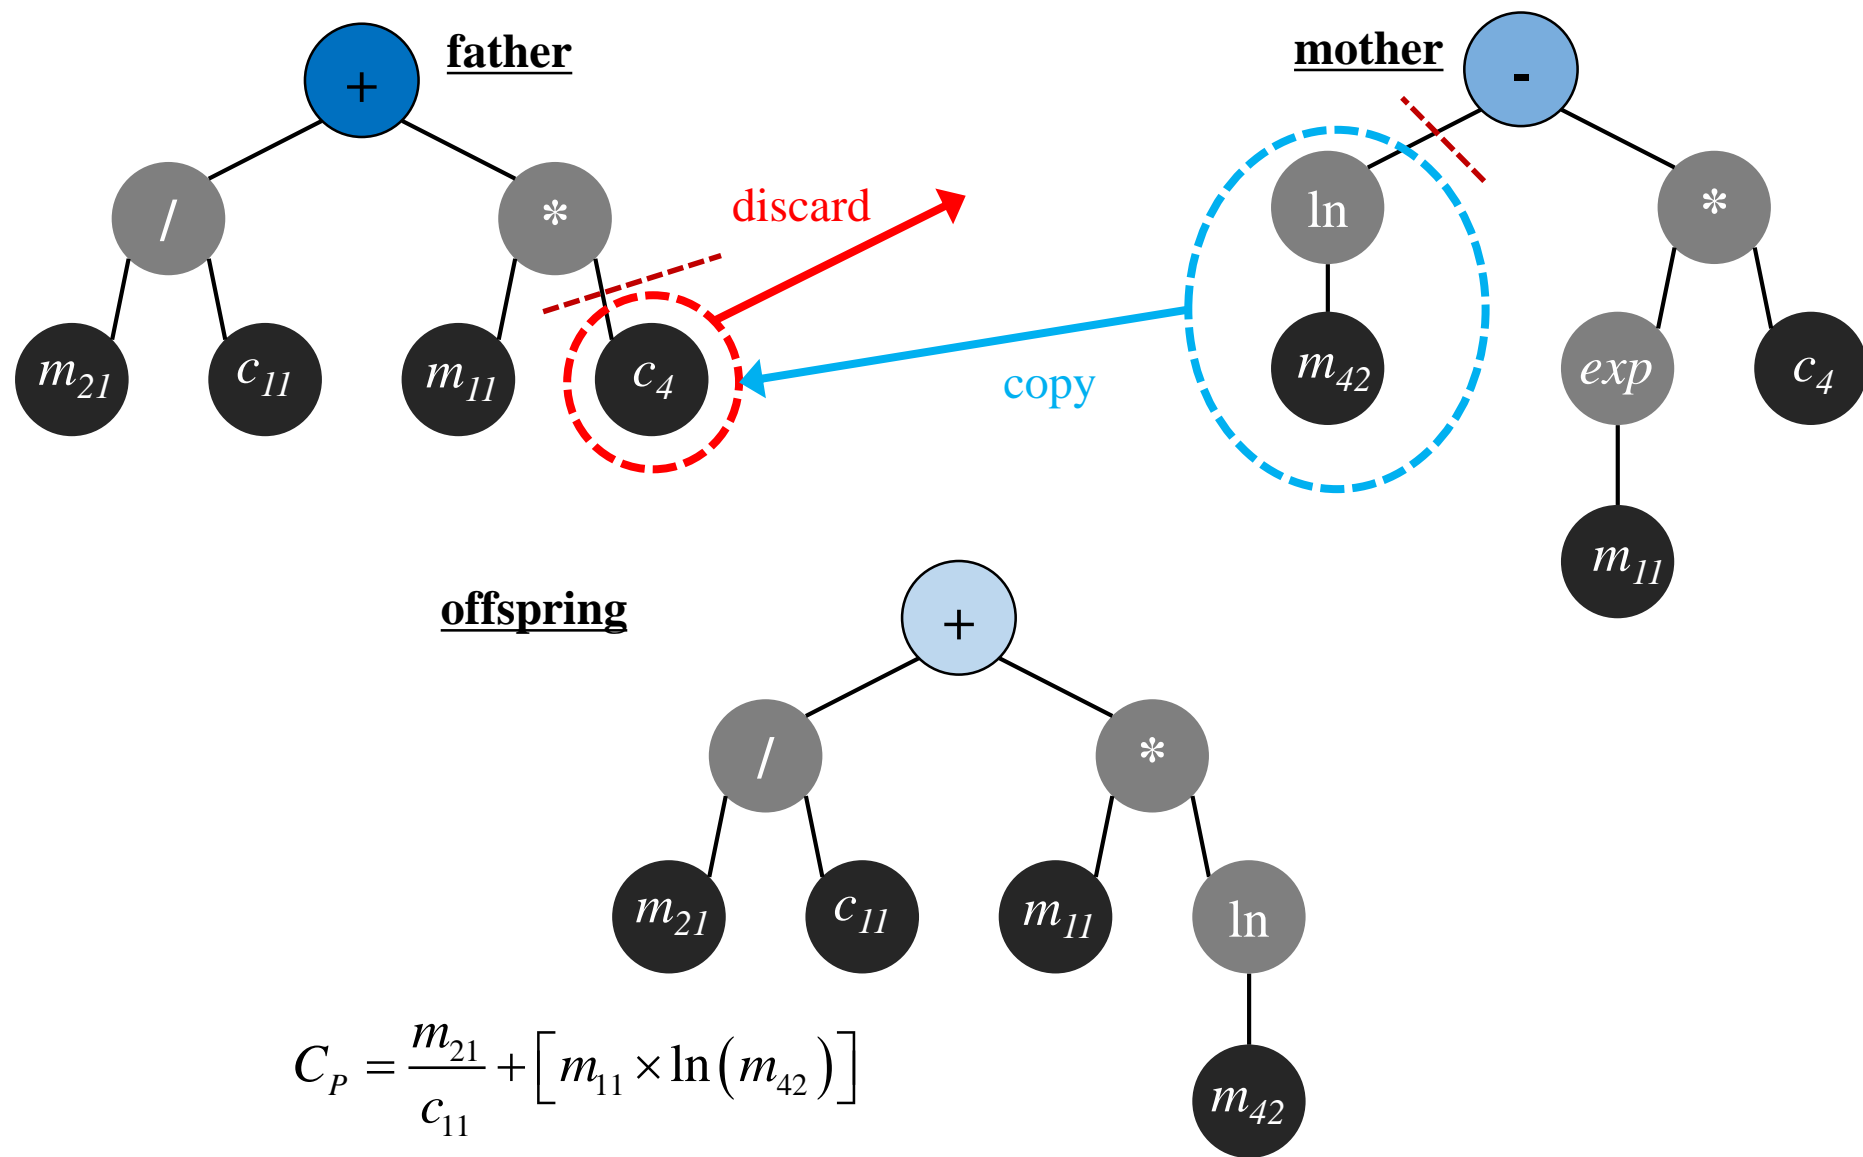 father
+
/
*
m21
c11
m11
c4
discard
copy
mother
-
ln
*
m42
exp
c4
m11
offspring
+
/
*
m21
c11
m11
ln
m42
C_P = m21/c11 + [m11 × ln(m42)]